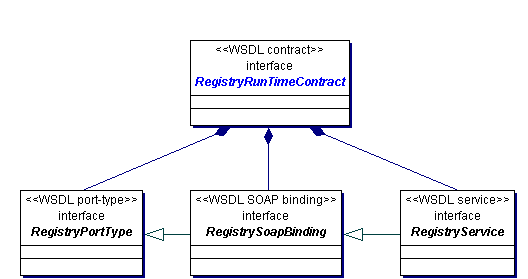 <<WSDL contract>>
interface
RegistryRunTimeContract
<<WSDL port-type>>
interface
RegistryPortType
<<WSDL SOAP binding>>
interface
RegistrySoapBinding
<<WSDL service>>
interface
RegistryService